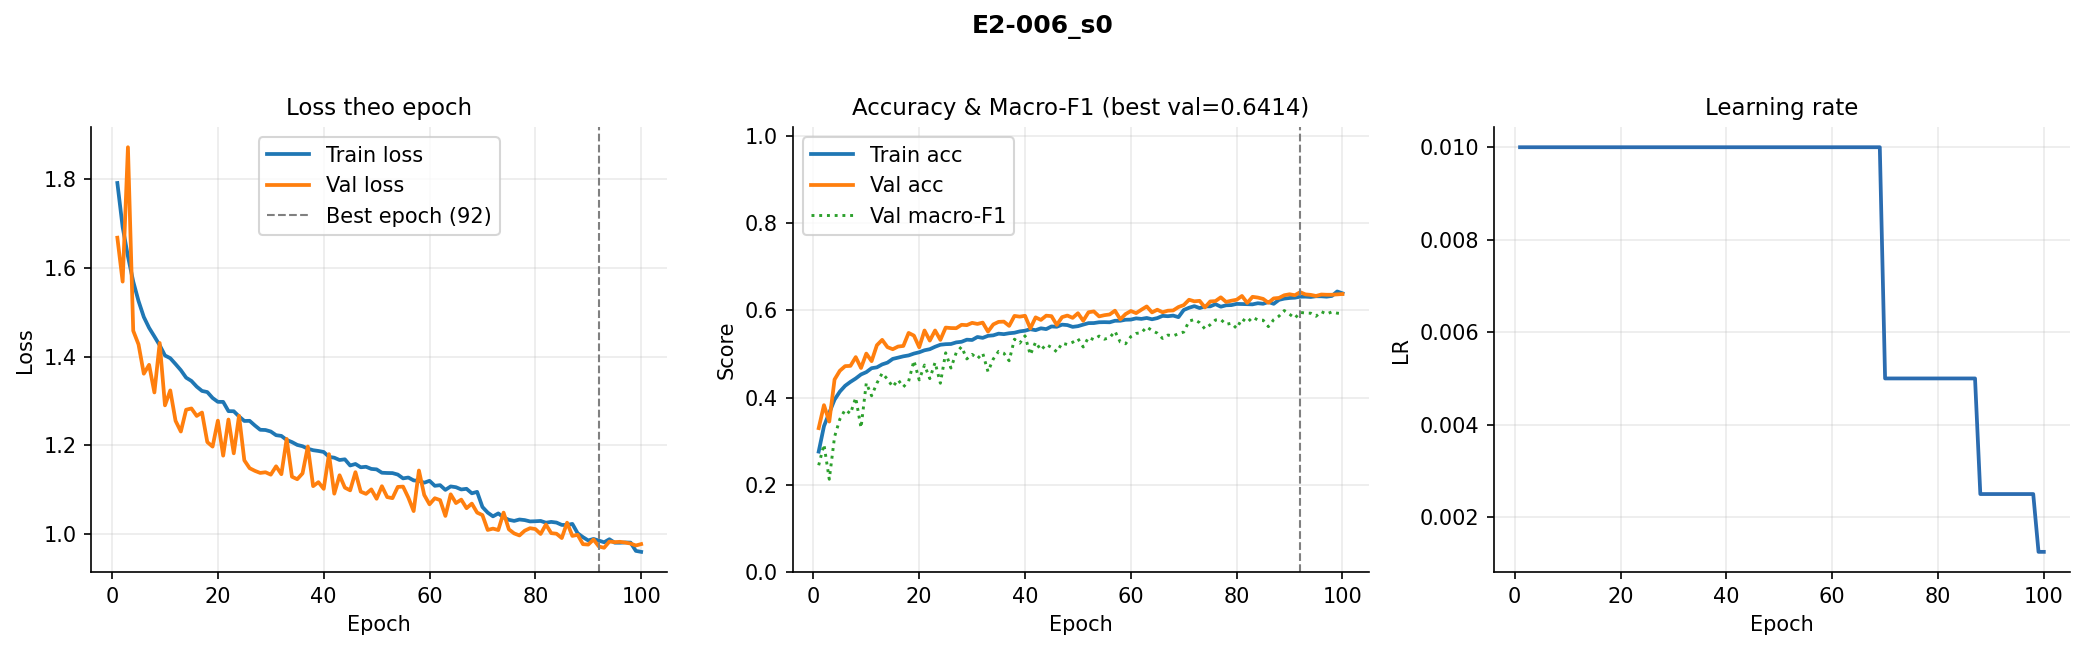 E2-006_s0
Loss theo epoch
Loss
1.8
1.6
1.4
1.2
1.0
Train loss
Val loss
Best epoch (92)
0 20 40 60 80 100
Epoch
Accuracy & Macro-F1 (best val=0.6414)
Score
1.0
0.8
0.6
0.4
0.2
0.0
Train acc
Val acc
Val macro-F1
0 20 40 60 80 100
Epoch
Learning rate
LR
0.010
0.008
0.006
0.004
0.002
0 20 40 60 80 100
Epoch